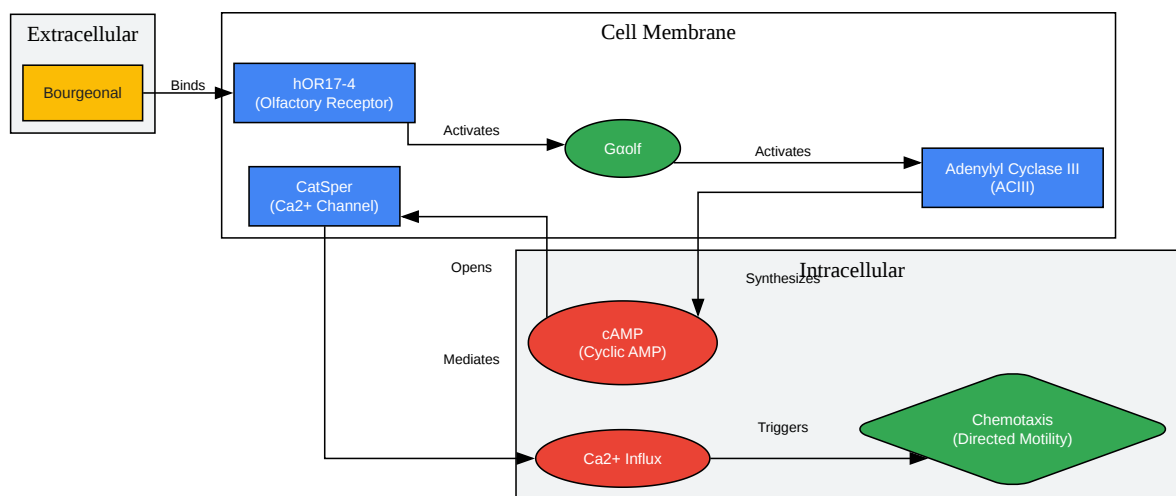 Extracellular
Bourgeonal
Binds
Cell Membrane
hOR17-4
(Olfactory Receptor)
Activates
Gαolf
Activates
Adenylyl Cyclase III
(ACIII)
CatSper
(Ca2+ Channel)
Opens
Synthesizes
Intracellular
cAMP
(Cyclic AMP)
Mediates
Ca2+ Influx
Triggers
Chemotaxis
(Directed Motility)